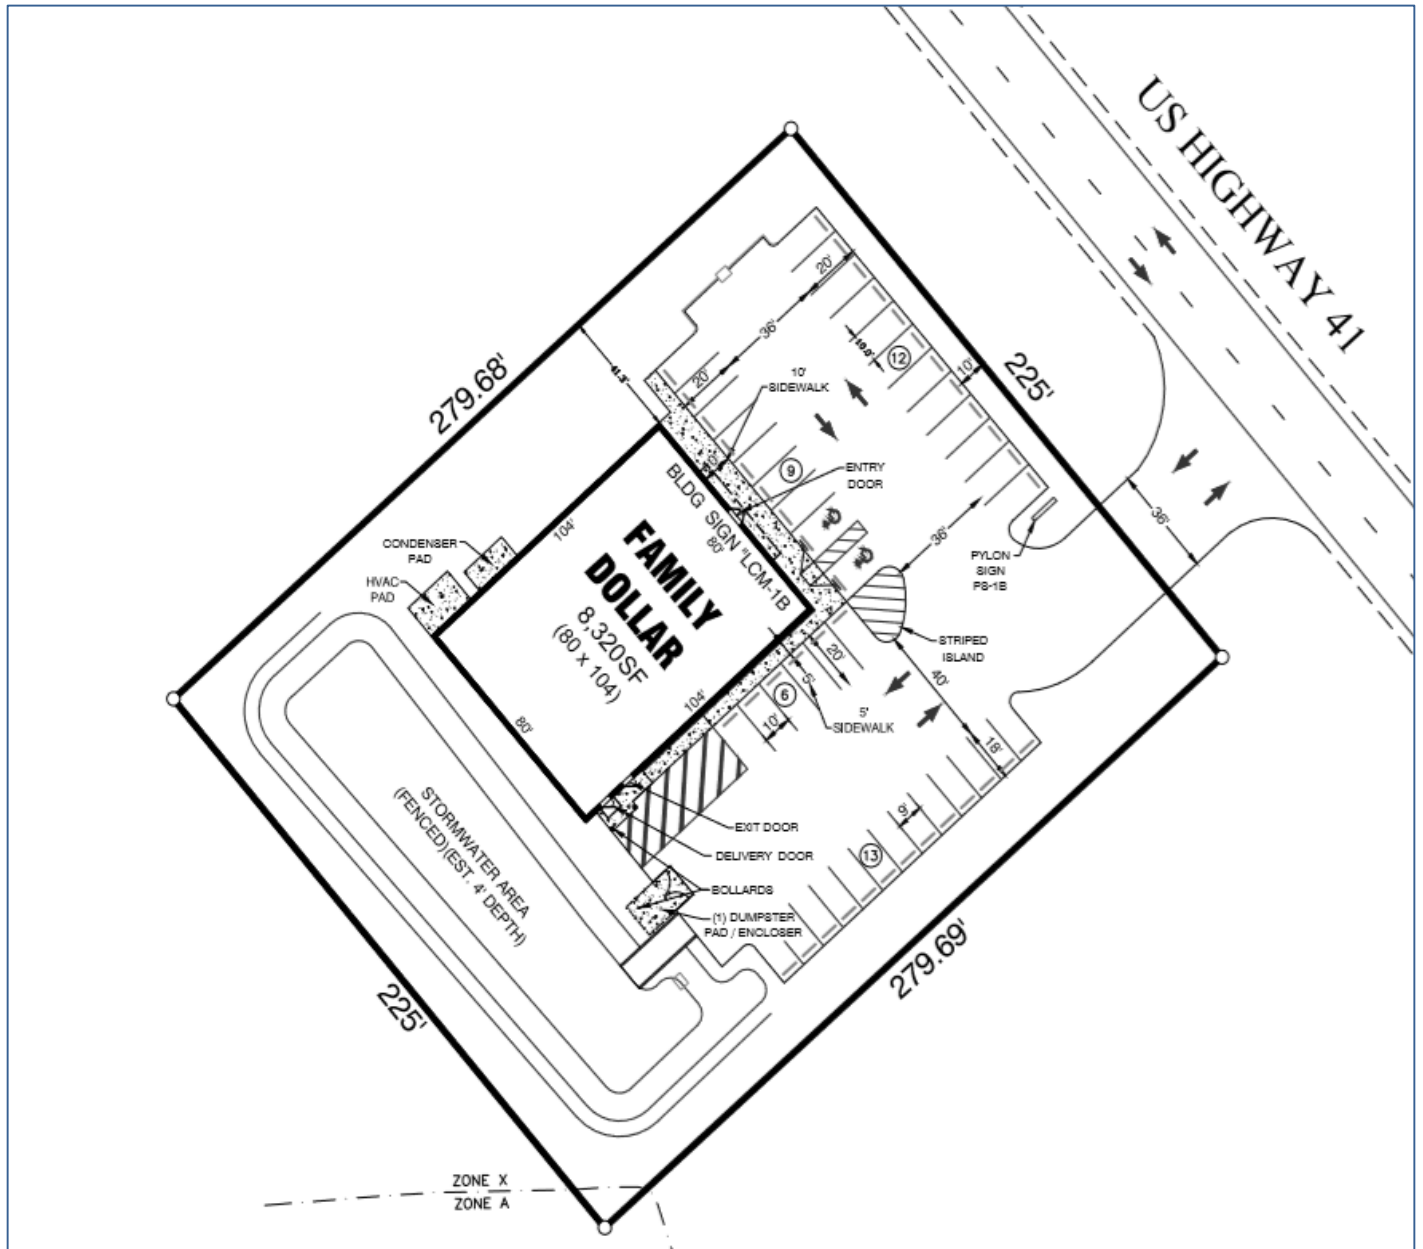 US HIGHWAY 41
279.68'
225'
20'
36'
12
10.0'
10'
41.3'
20'
10'
SIDEWALK
9
ENTRY
DOOR
36'
36'
PYLON
SIGN
PS-1B
BLDG SIGN "LCM-1B
80'
104'
CONDENSER
PAD
HVAC
PAD
FAMILY
DOLLAR
8,320SF
(80 x 104)
STRIPED
ISLAND
20'
5'
6
10'
5'
SIDEWALK
40'
18'
104'
80'
9'
13
EXIT DOOR
DELIVERY DOOR
BOLLARDS
(1) DUMPSTER
PAD / ENCLOSER
STORMWATER AREA
(FENCED)(EST. 4' DEPTH)
279.69'
225'
ZONE X
ZONE A